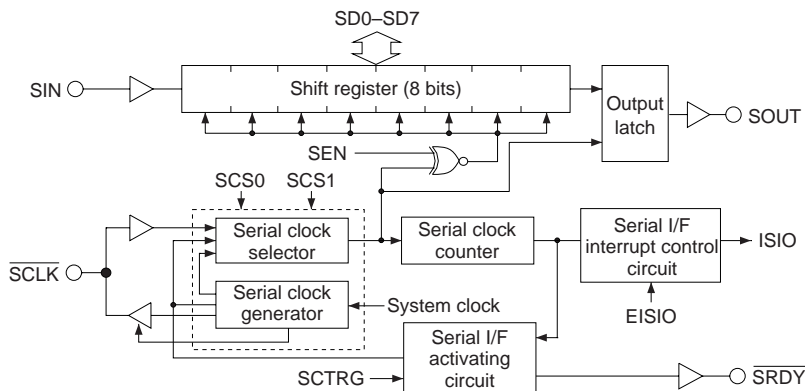 SD0–SD7
SIN
Shift register (8 bits)
Output
latch
SOUT
SEN
SCS0
SCS1
Serial clock
selector
Serial clock
counter
Serial I/F
interrupt control
circuit
ISIO
SCLK
Serial clock
generator
System clock
EISIO
Serial I/F
activating
circuit
SCTRG
SRDY